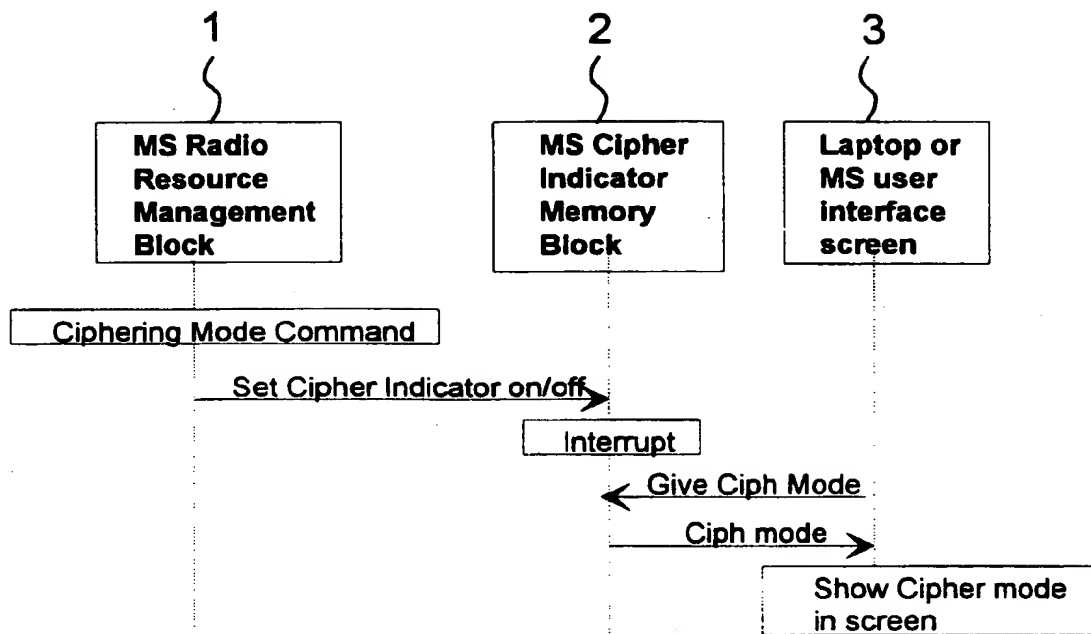 1
2
3
MS Radio
Resource
Management
Block
MS Cipher
Indicator
Memory
Block
Laptop or
MS user
interface
screen
Ciphering Mode Command
Set Cipher Indicator on/off
Interrupt
Give Ciph Mode
Ciph mode
Show Cipher mode
in screen